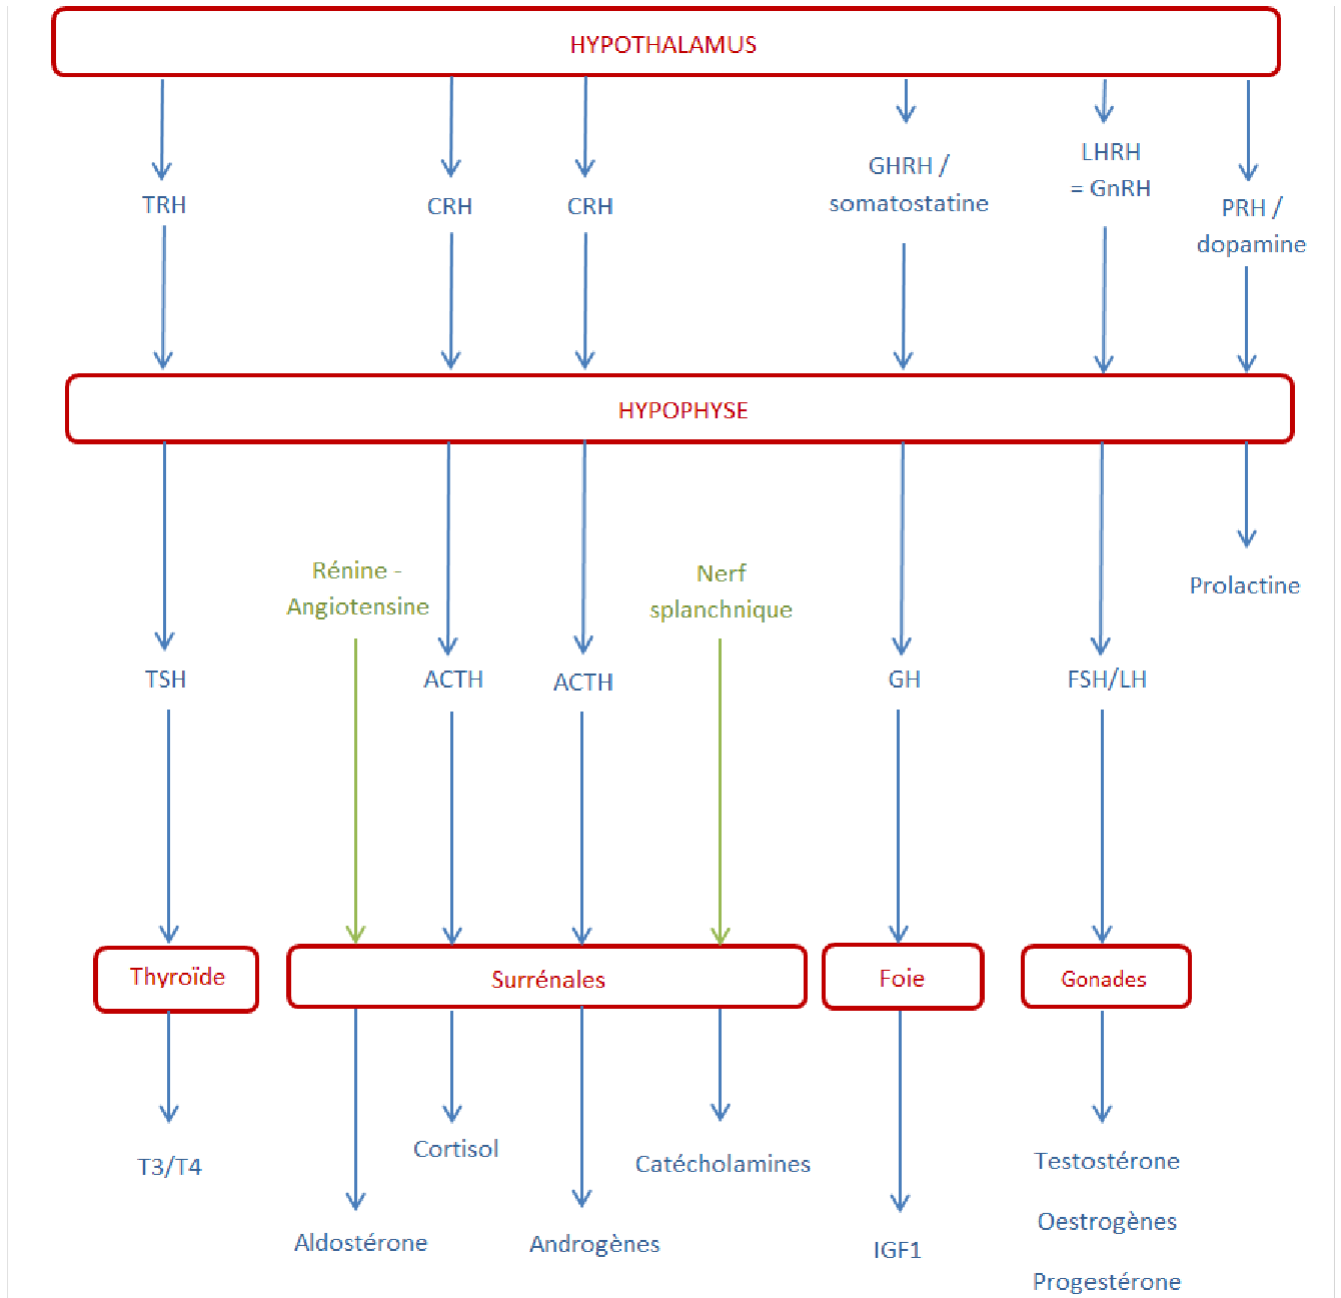 HYPOTHALAMUS
TRH
CRH
CRH
GHRH /
somatostatine
LHRH
= GnRH
PRH /
dopamine
HYPOPHYSE
Rénine -
Angiotensine
Nerf
splanchnique
Prolactine
TSH
ACTH
ACTH
GH
FSH/LH
Thyroïde
Surrénales
Foie
Gonades
T3/T4
Aldostérone
Cortisol
Androgènes
Catécholamines
IGF1
Testostérone
Oestrogènes
Progestérone